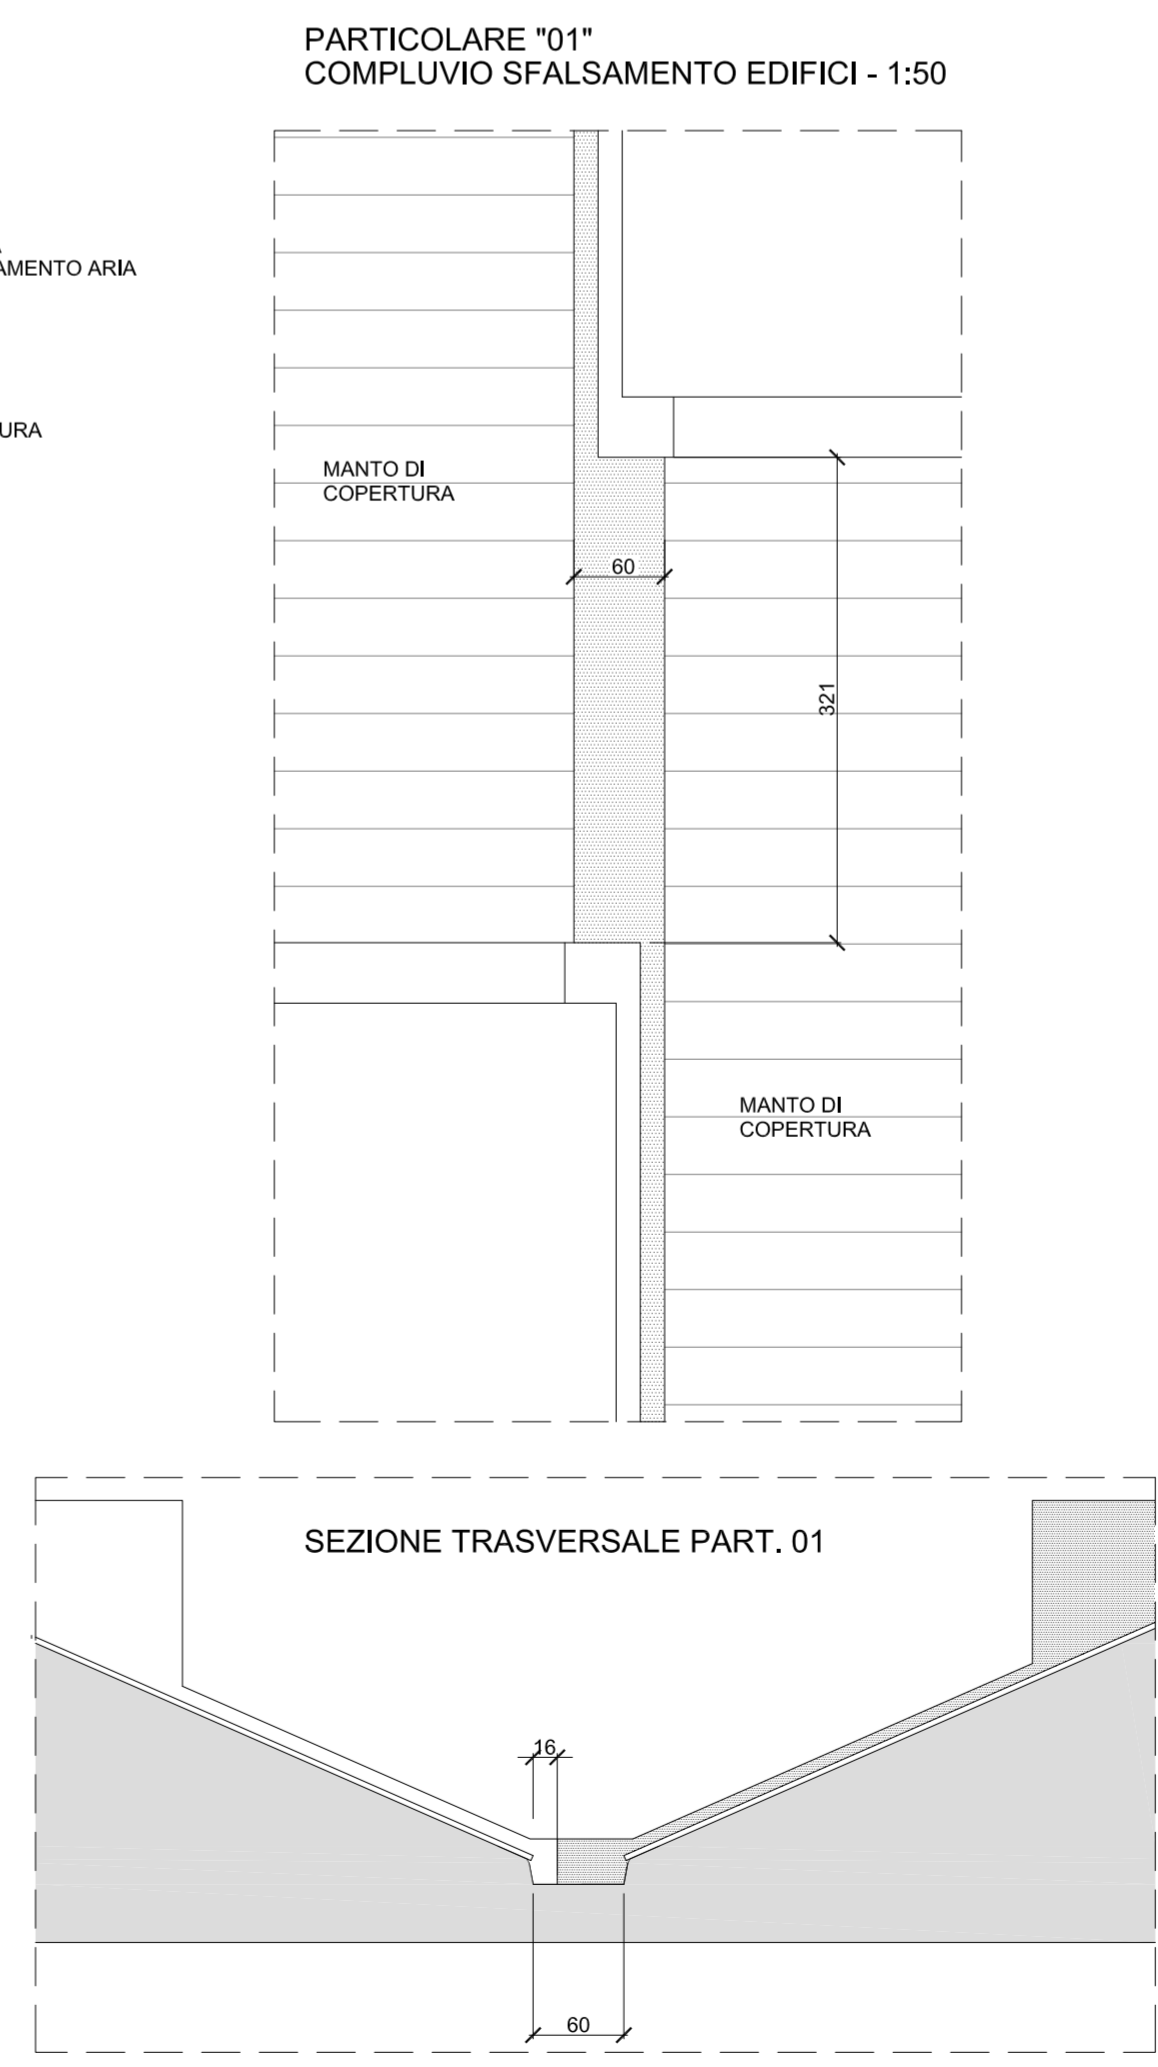 PARTICOLARE "01"
COMPLUVIO SFALSAMENTO EDIFICI - 1:50
AMENTO ARIA
URA
MANTO DI
COPERTURA
60
321
MANTO DI
COPERTURA
SEZIONE TRASVERSALE PART. 01
16
60